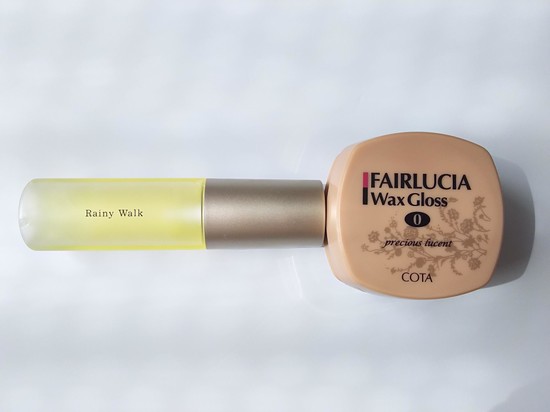 Rainy Walk
FAIRLUCIA
Wax Gloss
0
precious lucent
COTA